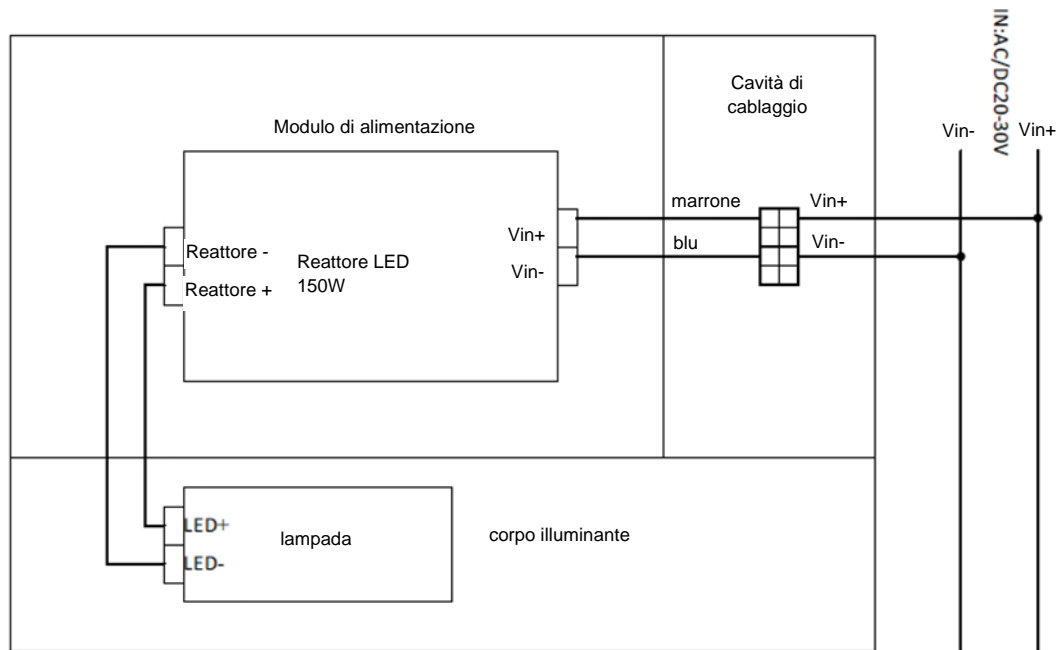 IN:AC/DC20-30V
Cavità di
cablaggio
Modulo di alimentazione
Vin-
Vin+
marrone
Vin+
blu
Vin-
Reattore -
Reattore +
Reattore LED
150W
Vin+
Vin-
LED+
LED-
lampada
corpo illuminante